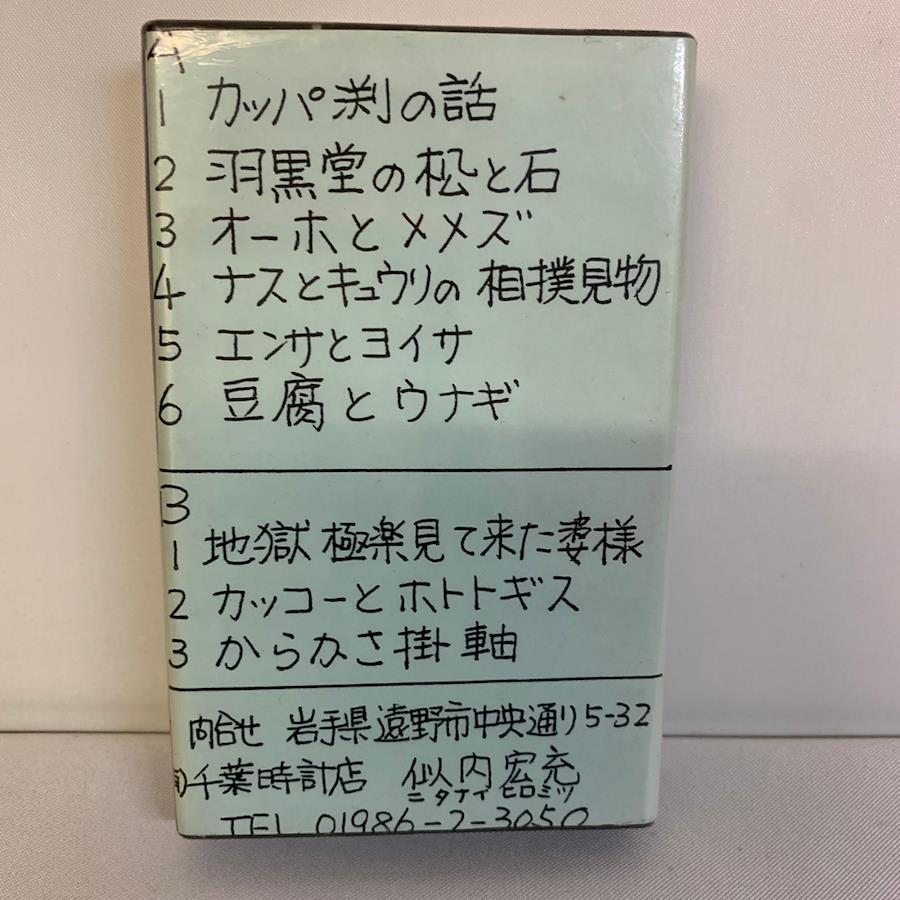 A
1 カッパ渕の話
2 羽黒堂の松と石
3 オーホとメメズ
4 ナスとキュウリの相撲見物
5 エンサとヨイサ
6 豆腐とウナギ
B
1 地獄極楽見て来た婆様
2 カッコーとホトトギス
3 からかさ掛軸
問合せ 岩手県遠野市中央通り5-32
(有)千葉時計店 似内宏充
ニタナイ ヒロミツ
TEL 01986-2-3050